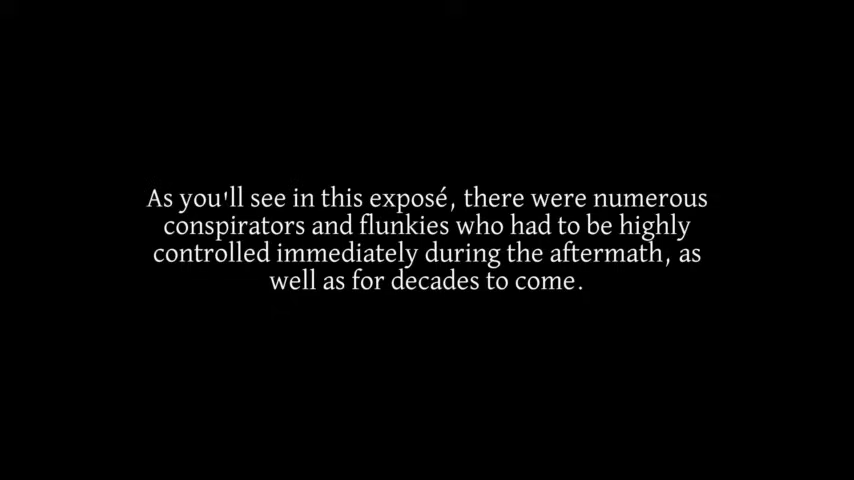 As you'll see in this exposé, there were numerous
conspirators and flunkies who had to be highly
controlled immediately during the aftermath, as
well as for decades to come.